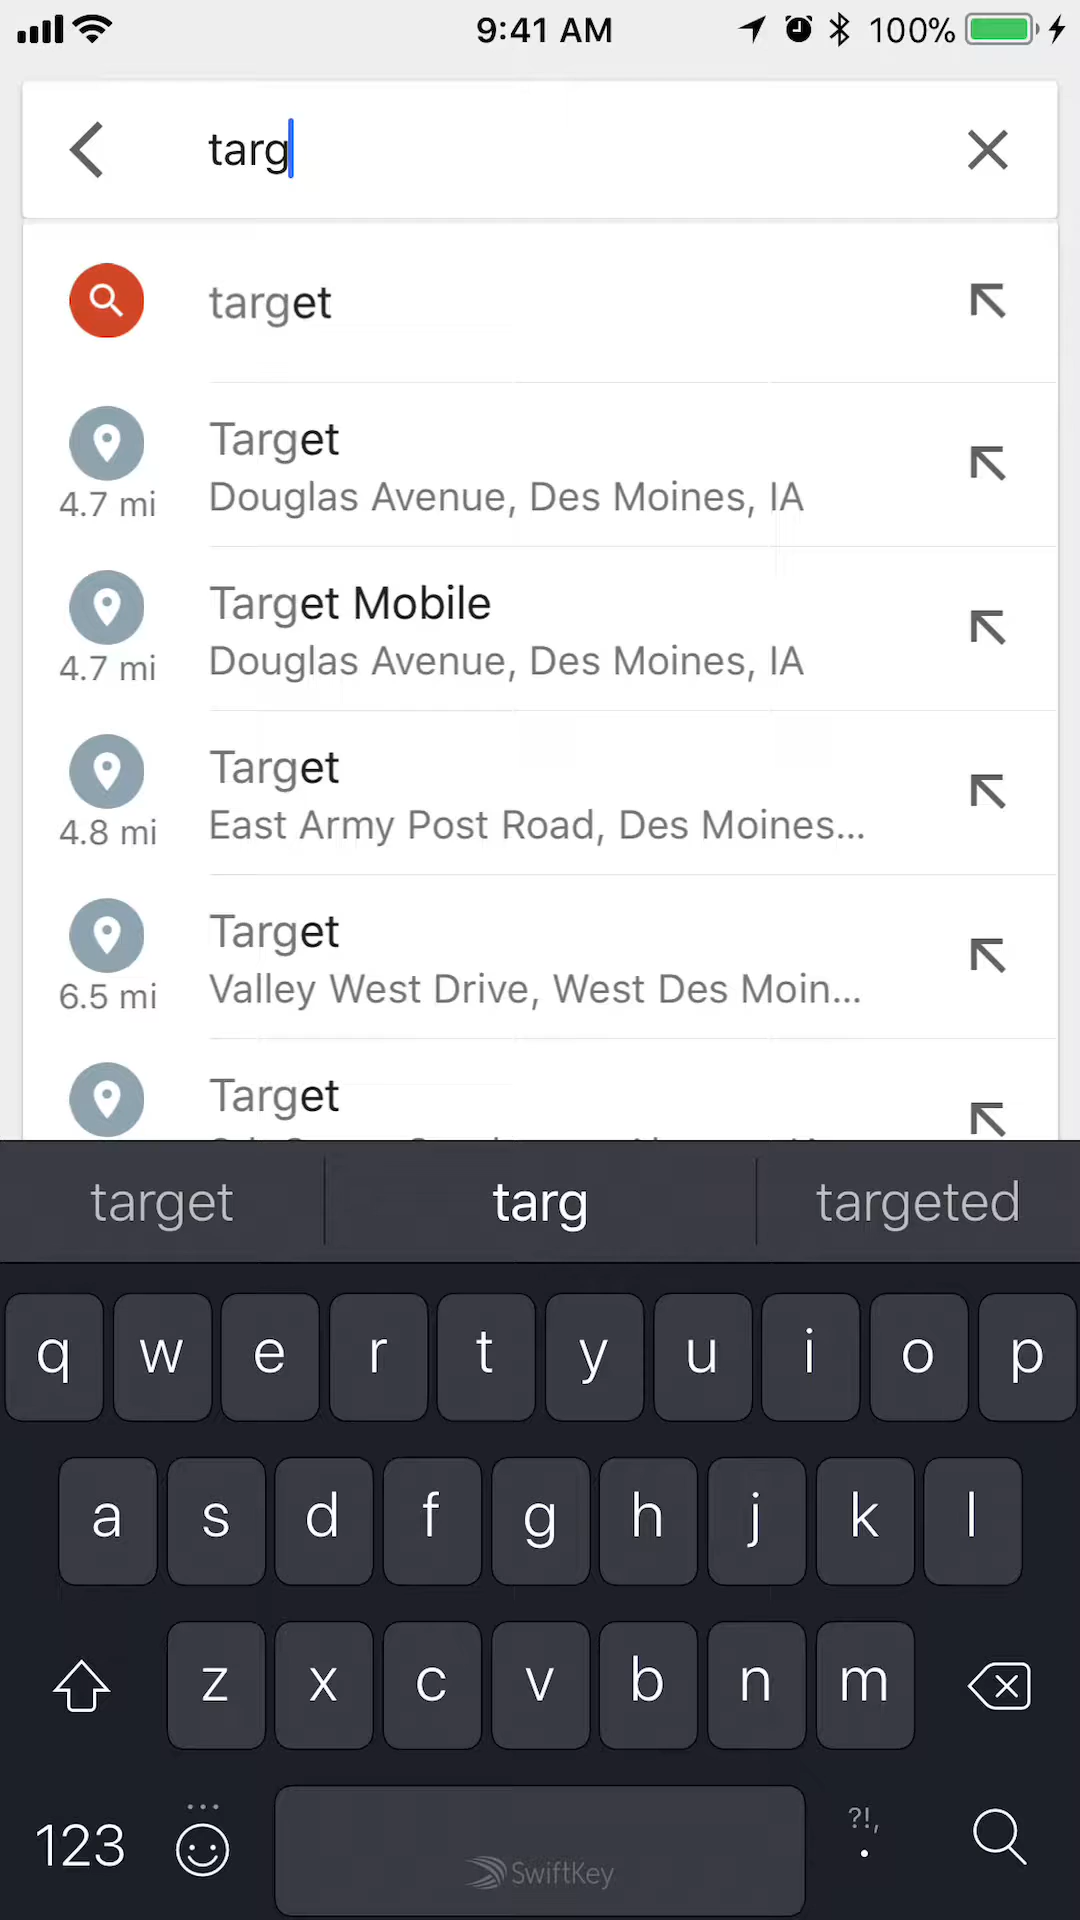 9:41 AM 100%
targ
target
Target
4.7 mi Douglas Avenue, Des Moines, IA
Target Mobile
4.7 mi Douglas Avenue, Des Moines, IA
Target
4.8 mi East Army Post Road, Des Moines...
Target
6.5 mi Valley West Drive, West Des Moin...
Target
target targ targeted
q w e r t y u i o p
a s d f g h j k l
z x c v b n m
123 SwiftKey ?!, .